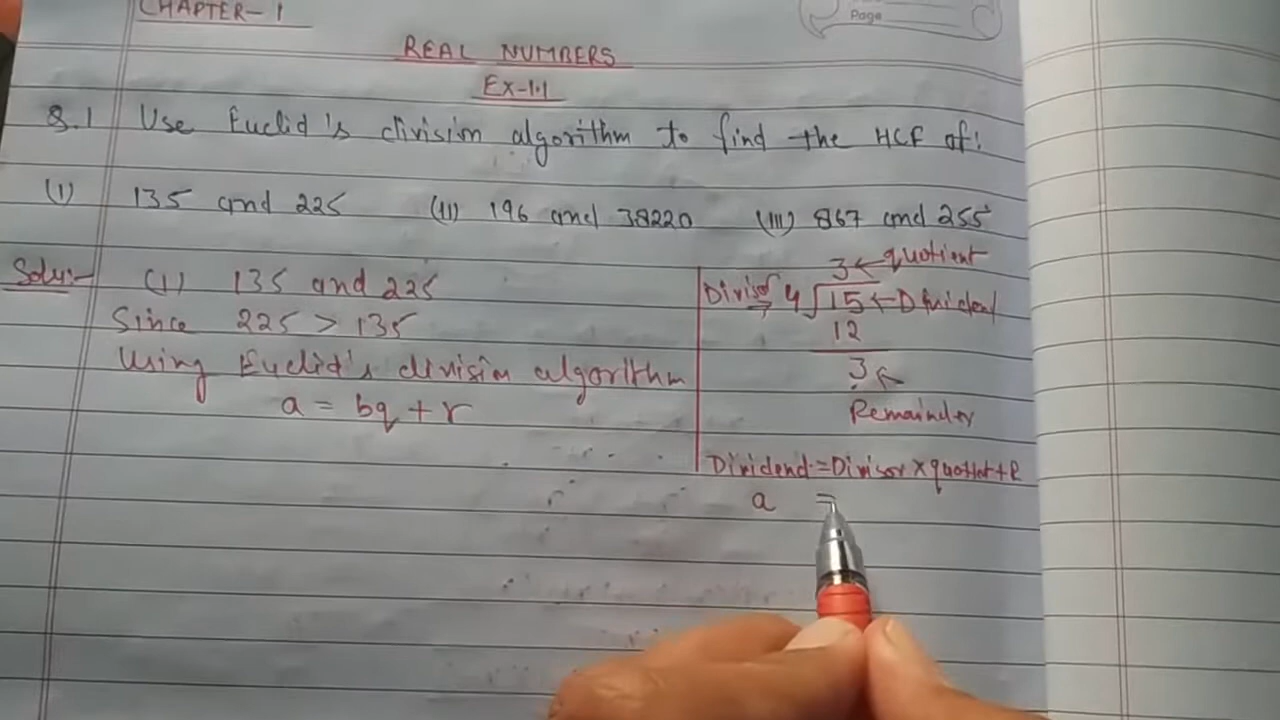 CHAPTER-1
Page
REAL NUMBERS
Ex-1.1
Q.1 Use Euclid's division algorithm to find the HCF of:
(I) 135 and 225 (II) 196 and 38220 (III) 867 and 255
Solu:- (I) 135 and 225
Since 225 > 135
Using Euclid's division algorithm
a = bq + r
3 ← quotient
Divisor → 4 √15 ← Dividend
12
3 ←
Remainder
Dividend = Divisor × quotient + R
a =